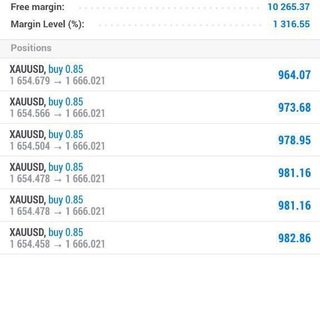 Free margin: 10 265.37
Margin Level (%): 1 316.55
Positions
XAUUSD, buy 0.85
1 654.679 → 1 666.021 964.07
XAUUSD, buy 0.85
1 654.566 → 1 666.021 973.68
XAUUSD, buy 0.85
1 654.504 → 1 666.021 978.95
XAUUSD, buy 0.85
1 654.478 → 1 666.021 981.16
XAUUSD, buy 0.85
1 654.478 → 1 666.021 981.16
XAUUSD, buy 0.85
1 654.458 → 1 666.021 982.86